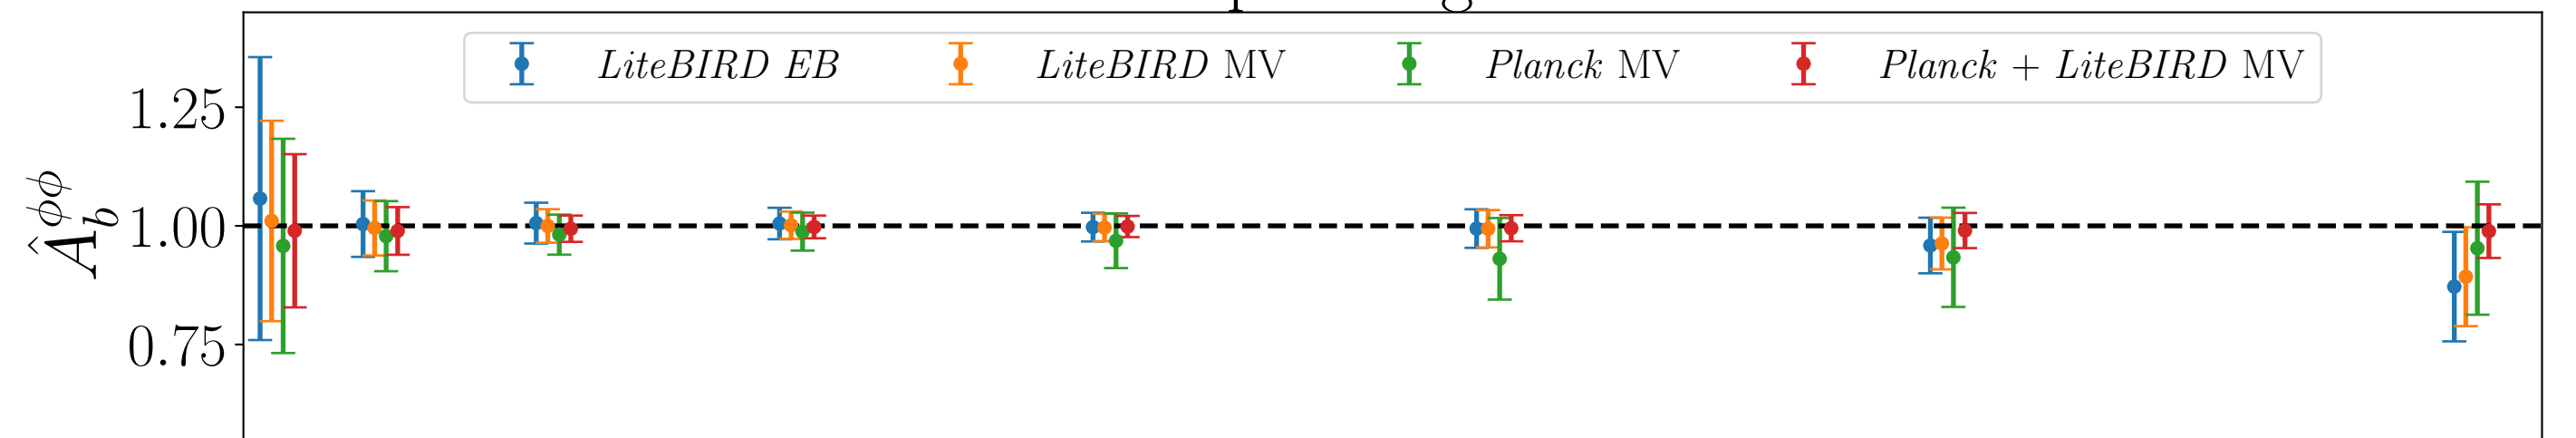 LiteBIRD EB LiteBIRD MV Planck MV Planck + LiteBIRD MV
1.25
1.00
0.75
Â_b^{ϕϕ}